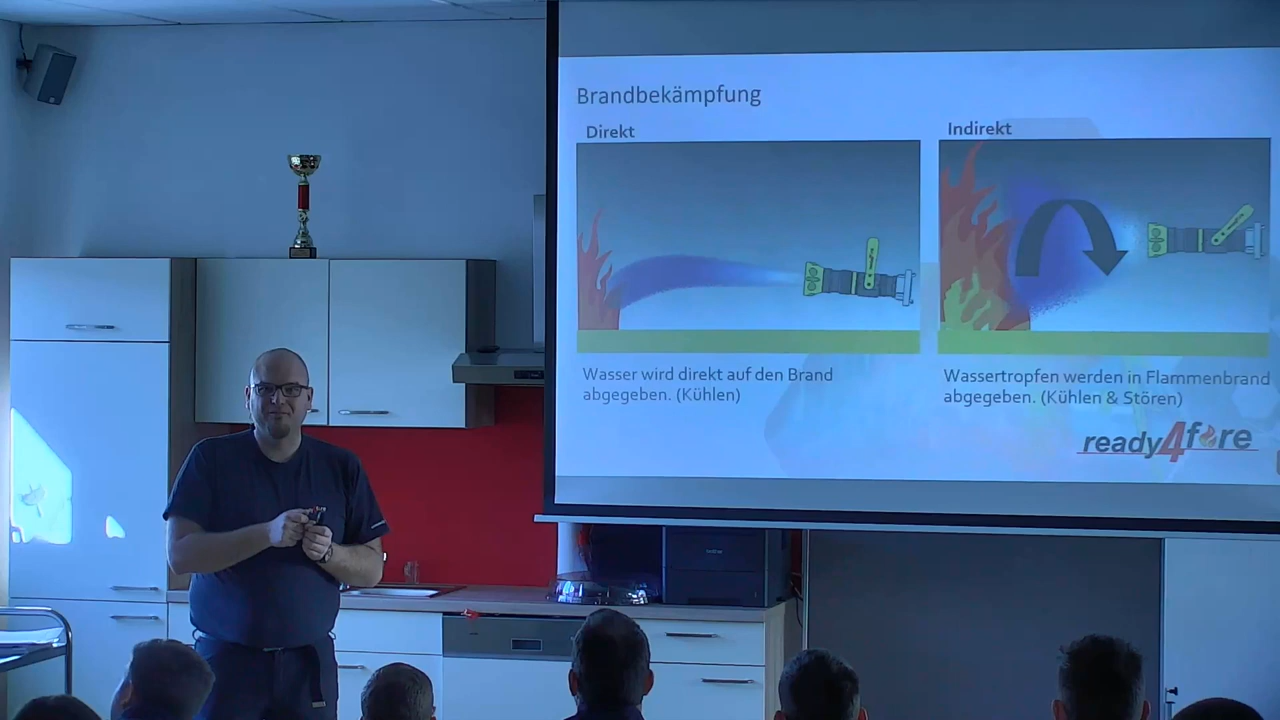 Brandbekämpfung
Direkt
Indirekt
Wasser wird direkt auf den Brand
abgegeben. (Kühlen)
Wassertropfen werden in Flammenbrand
abgegeben. (Kühlen & Stören)
ready4fire
brother